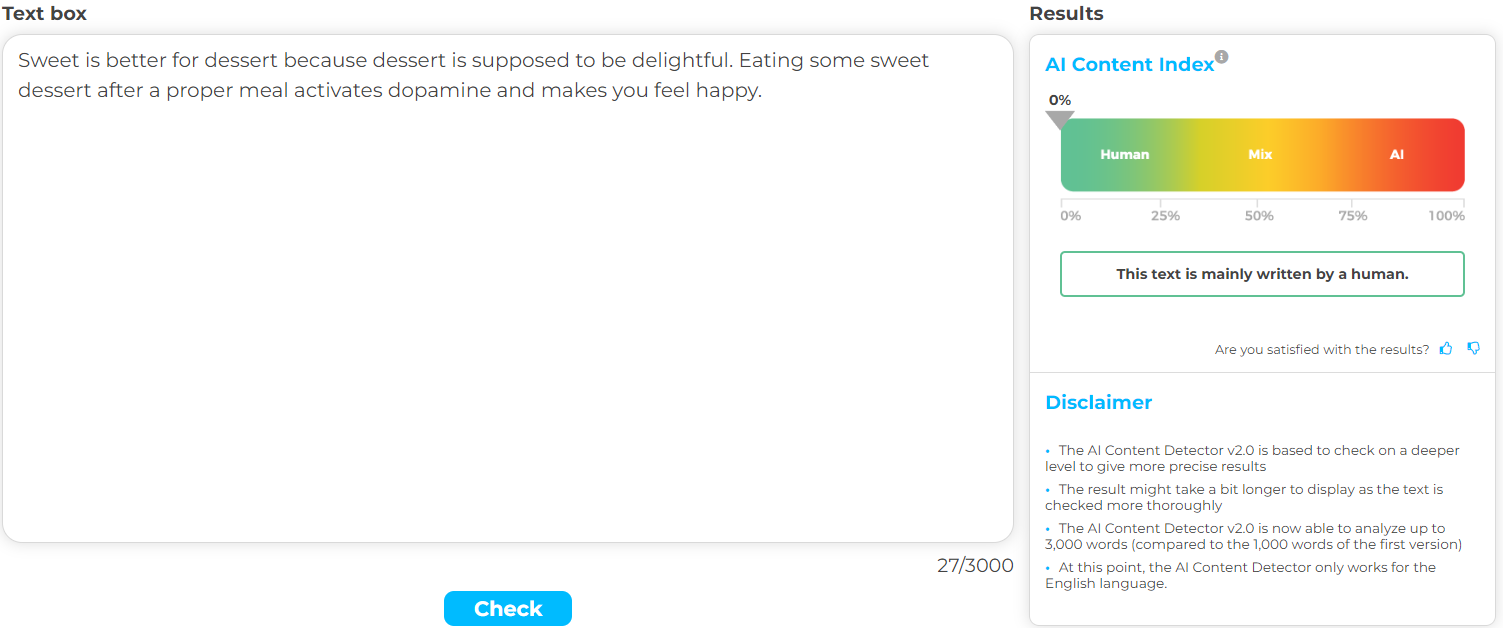 Text box
Sweet is better for dessert because dessert is supposed to be delightful. Eating some sweet
dessert after a proper meal activates dopamine and makes you feel happy.
27/3000
Check
Results
AI Content Index
0%
Human Mix AI
0% 25% 50% 75% 100%
This text is mainly written by a human.
Are you satisfied with the results?
Disclaimer
• The AI Content Detector v2.0 is based to check on a deeper
level to give more precise results
• The result might take a bit longer to display as the text is
checked more thoroughly
• The AI Content Detector v2.0 is now able to analyze up to
3,000 words (compared to the 1,000 words of the first version)
• At this point, the AI Content Detector only works for the
English language.